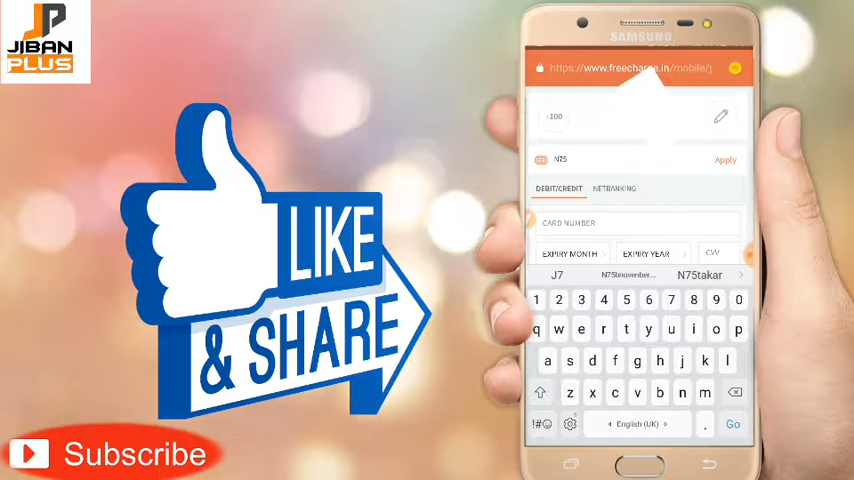 JP
JIBAN
PLUS
LIKE
& SHARE
Subscribe
SAMSUNG
https://www.freecharge.in/mobile/p
100
N75
Apply
DEBIT/CREDIT
NETBANKING
CARD NUMBER
EXPIRY MONTH
EXPIRY YEAR
CVV
J7
N75bnovenber...
N75takar
1 2 3 4 5 6 7 8 9 0
q w e r t y u i o p
a s d f g h j k l
z x c v b n m
!#☺
English (UK)
.
Go